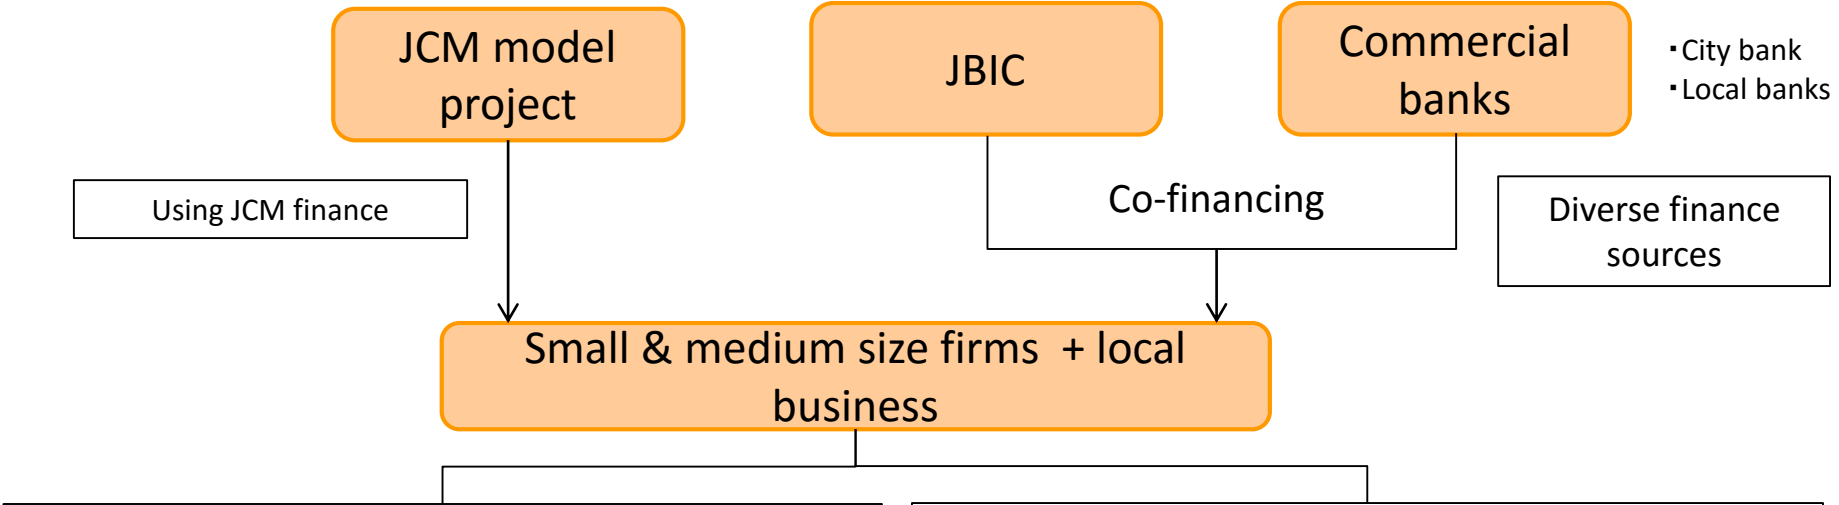 JCM model
project
JBIC
Commercial
banks
・City bank
・Local banks
Using JCM finance
Co-financing
Diverse finance
sources
Small & medium size firms + local
business